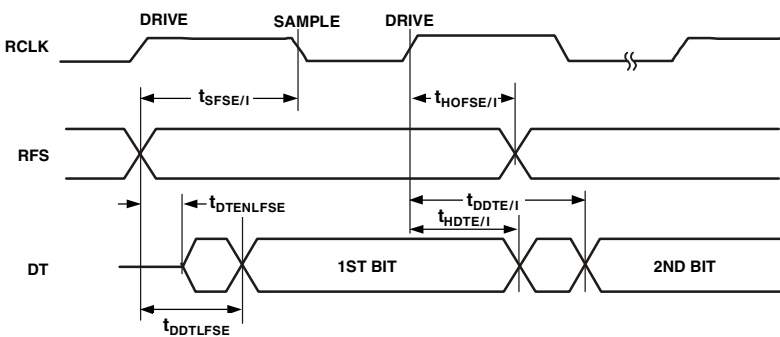 DRIVE SAMPLE DRIVE
RCLK
tSFSE/I tHOFSE/I
RFS
tDDTE/I
tDTENLFSE
tHDTE/I
DT 1ST BIT 2ND BIT
tDDTLFSE